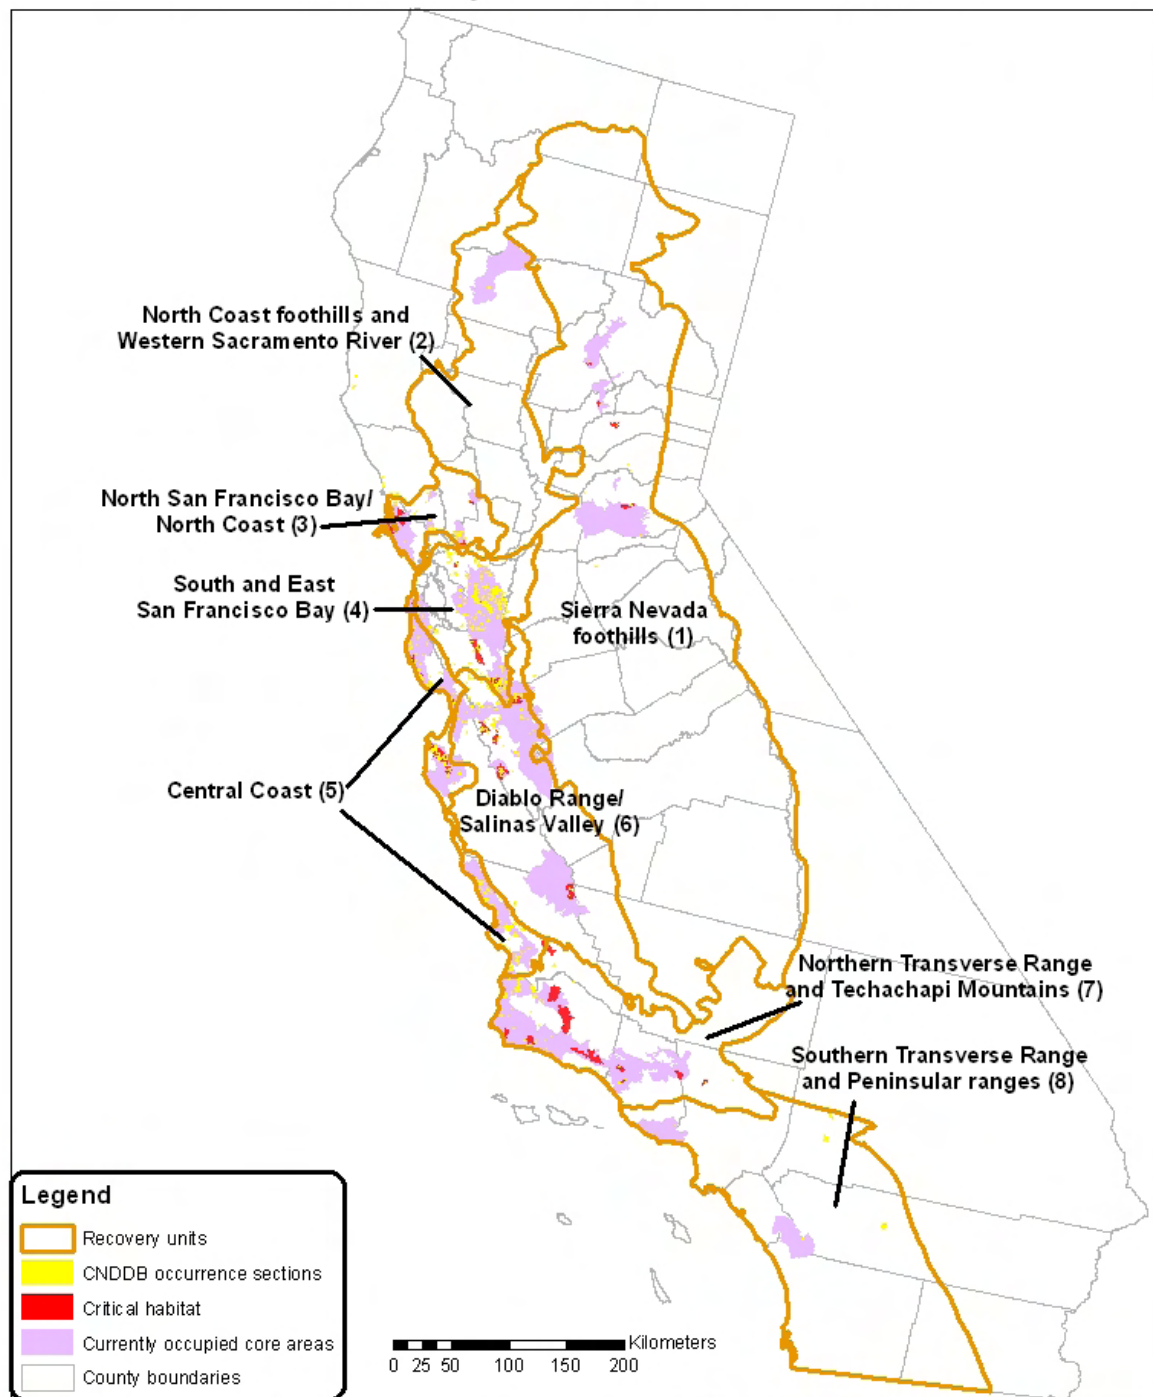 North Coast foothills and
Western Sacramento River (2)
North San Francisco Bay/
North Coast (3)
South and East
San Francisco Bay (4)
Sierra Nevada
foothills (1)
Central Coast (5)
Diablo Range/
Salinas Valley (6)
Northern Transverse Range
and Techachapi Mountains (7)
Southern Transverse Range
and Peninsular ranges (8)
Legend
Recovery units
CNDDB occurrence sections
Critical habitat
Currently occupied core areas
County boundaries
Kilometers
0 25 50 100 150 200